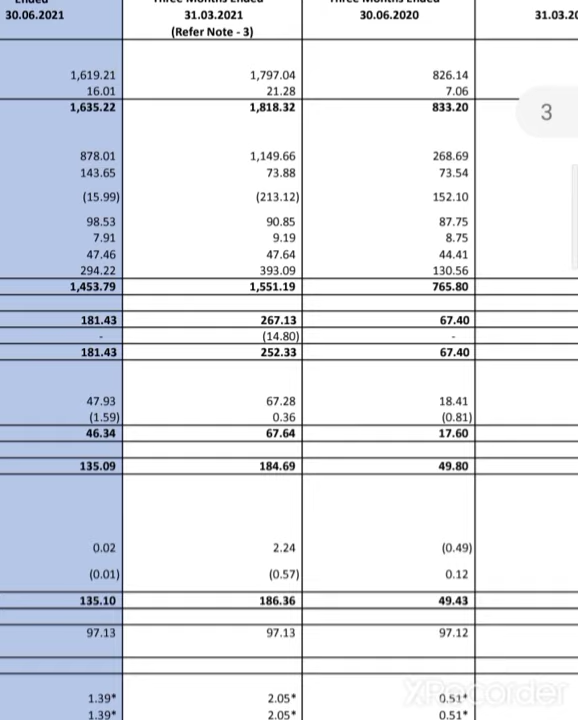 Ended Three Months Ended Three Months Ended
30.06.2021 31.03.2021 30.06.2020
(Refer Note - 3)
1,619.21 1,797.04 826.14
16.01 21.28 7.06
1,635.22 1,818.32 833.20
3
878.01 1,149.66 268.69
143.65 73.88 73.54
(15.99) (213.12) 152.10
98.53 90.85 87.75
7.91 9.19 8.75
47.46 47.64 44.41
294.22 393.09 130.56
1,453.79 1,551.19 765.80
181.43 267.13 67.40
- (14.80) -
181.43 252.33 67.40
47.93 67.28 18.41
(1.59) 0.36 (0.81)
46.34 67.64 17.60
135.09 184.69 49.80
0.02 2.24 (0.49)
(0.01) (0.57) 0.12
135.10 186.36 49.43
97.13 97.13 97.12
1.39* 2.05* 0.51*
1.39* 2.05* 0.51*
XRecorder